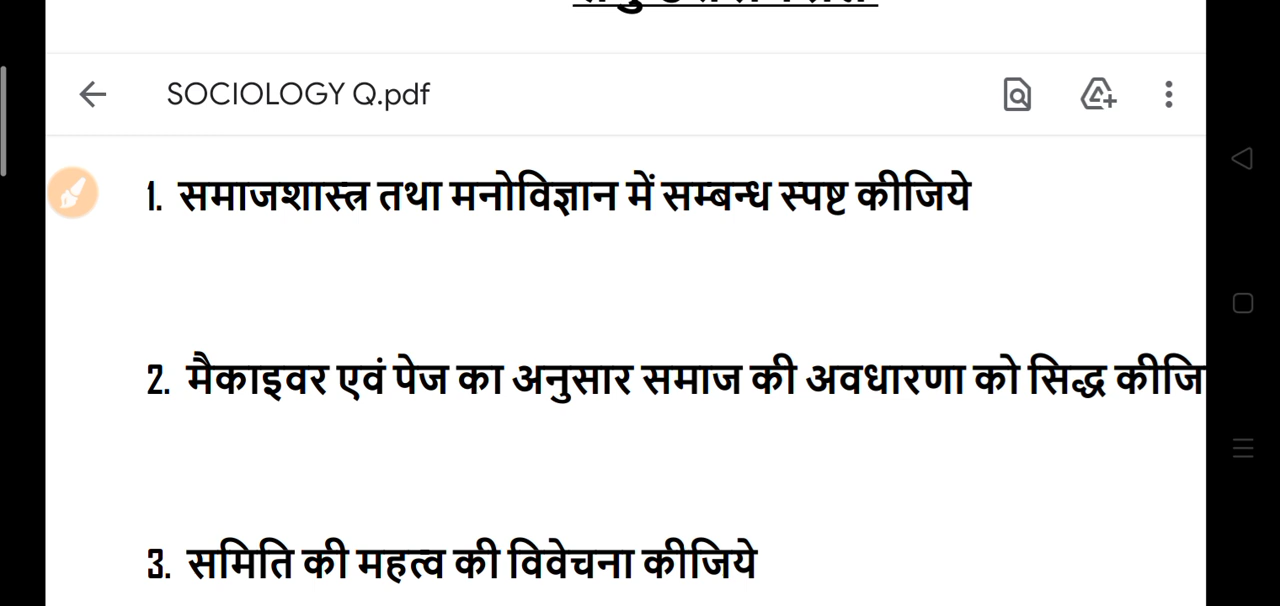 SOCIOLOGY Q.pdf
1. समाजशास्त्र तथा मनोविज्ञान में सम्बन्ध स्पष्ट कीजिये
2. मैकाइवर एवं पेज का अनुसार समाज की अवधारणा को सिद्ध कीजि
3. समिति की महत्व की विवेचना कीजिये